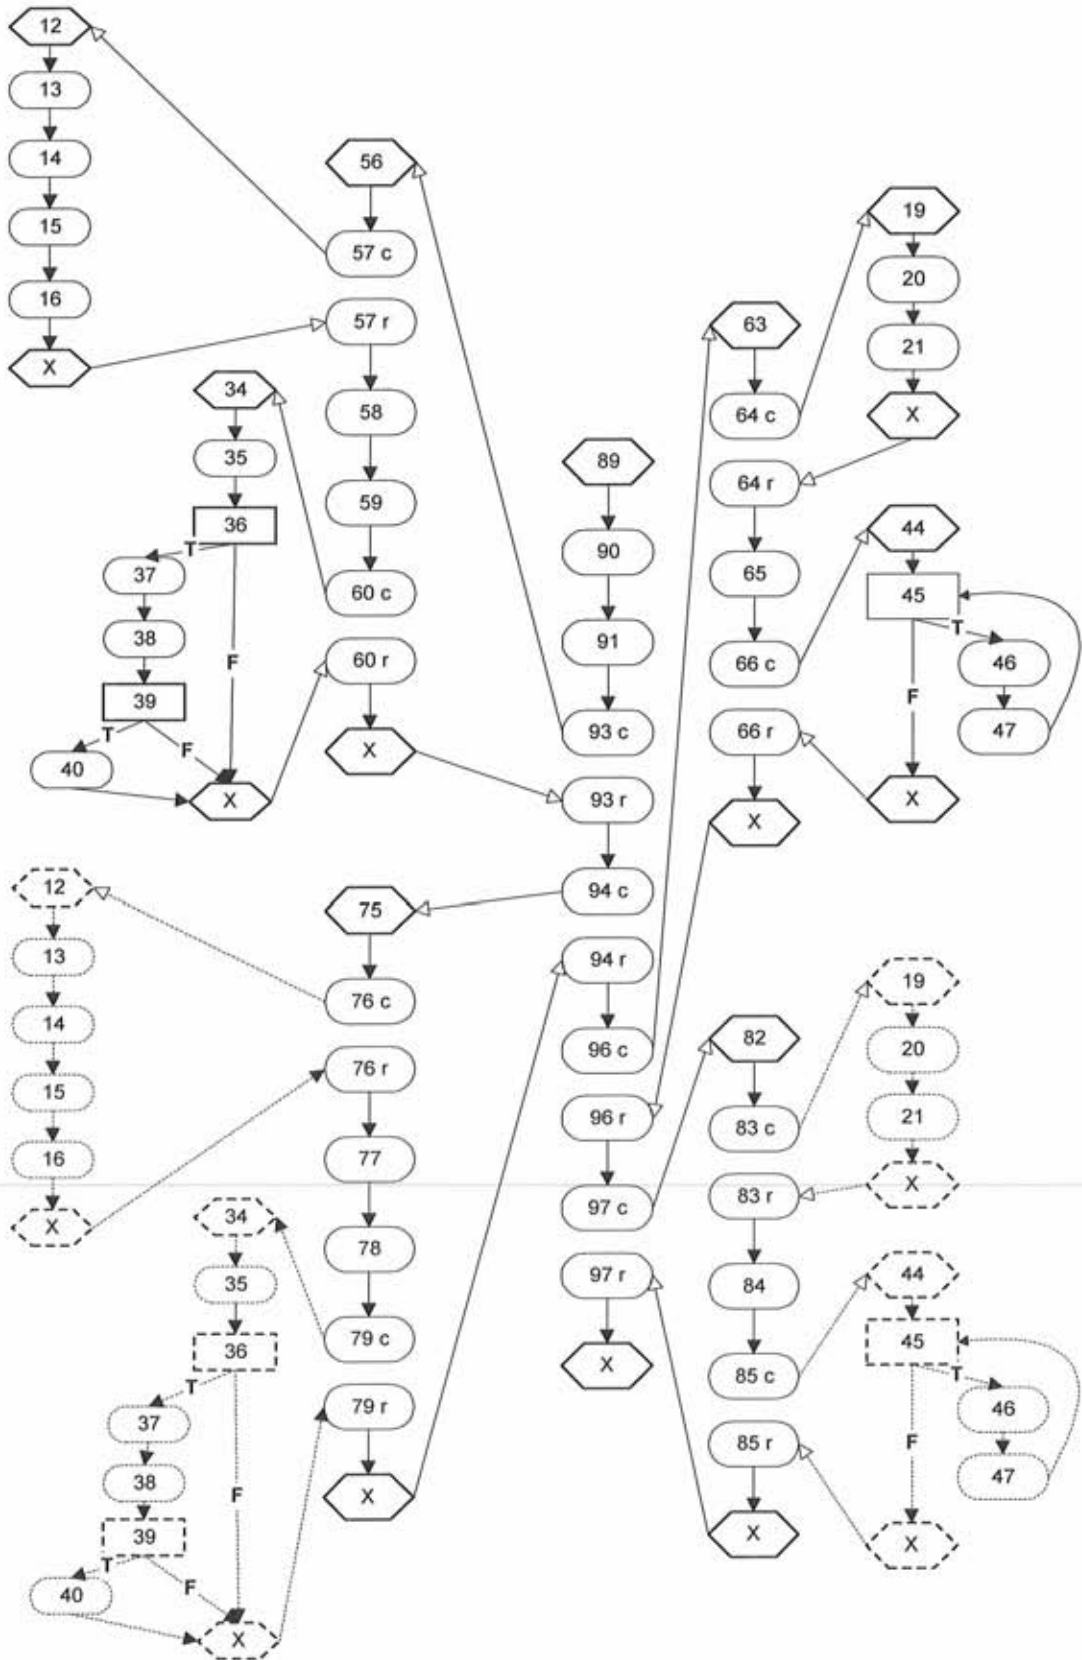 12
13
14
15
16
X
56
57 c
57 r
58
59
60 c
60 r
X
34
35
36
T
37
38
F
39
T
F
40
X
89
90
91
93 c
93 r
94 c
94 r
96 c
96 r
97 c
97 r
X
63
64 c
64 r
65
66 c
66 r
X
19
20
21
X
44
45
T
46
F
47
X
12
13
14
15
16
X
75
76 c
76 r
77
78
79 c
79 r
X
34
35
36
T
37
38
F
39
T
F
40
X
82
83 c
83 r
84
85 c
85 r
X
19
20
21
X
44
45
T
46
F
47
X